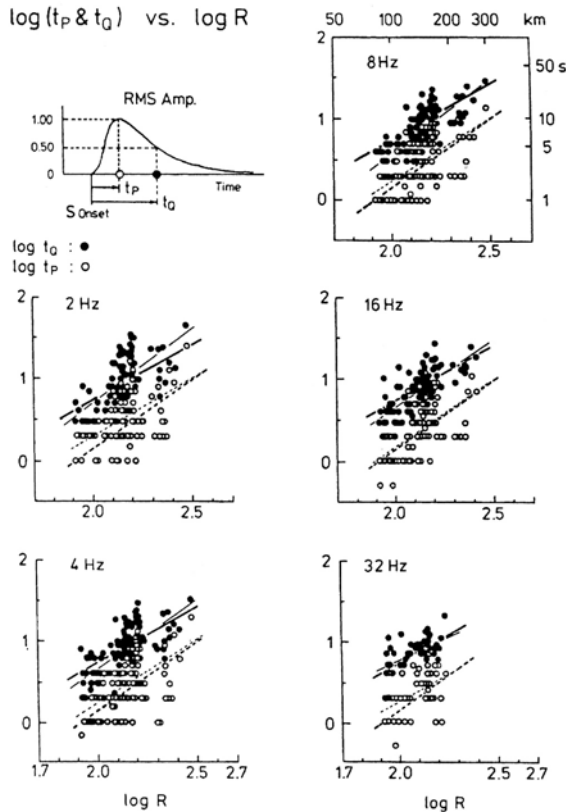 log (tP & tQ) vs. log R
RMS Amp.
1.00
0.50
0
Time
tP
S Onset
tQ
log tQ : ●
log tP : ○
50 100 200 300 km
8Hz
2
1
0
50 s
10
5
1
2.0 2.5
2 Hz
2
1
0
2.0 2.5
16 Hz
2
1
0
2.0 2.5
4 Hz
2
1
0
1.7 2.0 2.5 2.7
log R
32 Hz
2
1
0
1.7 2.0 2.5 2.7
log R